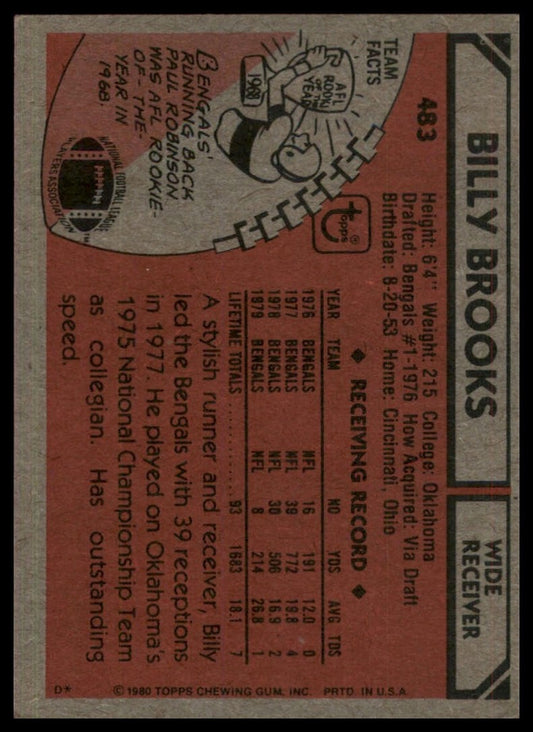 BILLY BROOKS
WIDE
RECEIVER
483
Height: 6'4" Weight: 215 College: Oklahoma
Drafted: Bengals #1-1976 How Acquired: Via Draft
Birthdate: 8-20-53 Home: Cincinnati, Ohio
TEAM
FACTS
AFL
ROOKIE
OF THE
YEAR
1968
BENGALS'
RUNNING BACK
PAUL ROBINSON
WAS AFL ROOKIE-
OF-THE-
YEAR IN
1968.
NATIONAL FOOTBALL LEAGUE
PLAYERS ASSOCIATION
topps®
◆ RECEIVING RECORD ◆
YEAR TEAM NO YDS AVG TDS
1976 BENGALS NFL 16 191 12.0 0
1977 BENGALS NFL 39 772 19.8 4
1978 BENGALS NFL 30 506 16.9 2
1979 BENGALS NFL 8 214 26.8 1
LIFETIME TOTALS 93 1683 18.1 7
A stylish runner and receiver, Billy
led the Bengals with 39 receptions
in 1977. He played on Oklahoma's
1975 National Championship Team
as collegian. Has outstanding
speed.
D* © 1980 TOPPS CHEWING GUM, INC. PRTD. IN U.S.A.